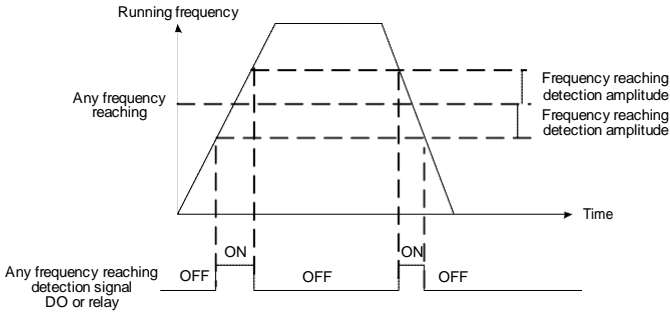 Running frequency
Frequency reaching
detection amplitude
Any frequency
reaching
Frequency reaching
detection amplitude
Time
Any frequency reaching
detection signal
DO or relay
OFF
ON
OFF
ON
OFF